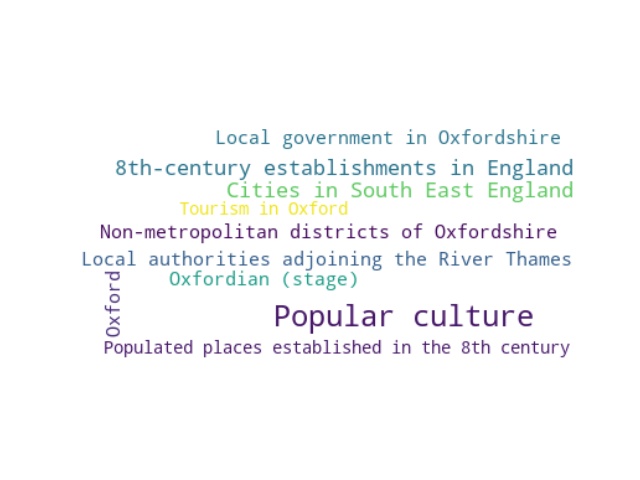 Local government in Oxfordshire
8th-century establishments in England
Cities in South East England
Tourism in Oxford
Non-metropolitan districts of Oxfordshire
Local authorities adjoining the River Thames
Oxfordian (stage)
Oxford
Popular culture
Populated places established in the 8th century